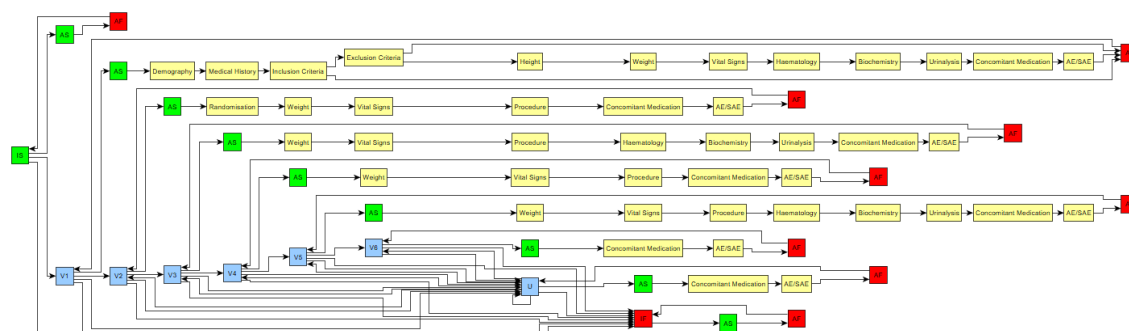 AF
AS
Exclusion Criteria
AS Demography Medical History Inclusion Criteria Height Weight Vital Signs Haematology Biochemistry Urinalysis Concomitant Medication AE/SAE
AS Randomisation Weight Vital Signs Procedure Concomitant Medication AE/SAE AF
AS Weight Vital Signs Procedure Haematology Biochemistry Urinalysis Concomitant Medication AE/SAE AF
IS
AS Weight Vital Signs Procedure Concomitant Medication AE/SAE AF
AS Weight Vital Signs Procedure Haematology Biochemistry Urinalysis Concomitant Medication AE/SAE
V6 AS Concomitant Medication AE/SAE AF
V5
V1 V2 V3 V4
U AS Concomitant Medication AE/SAE AF
AS AF